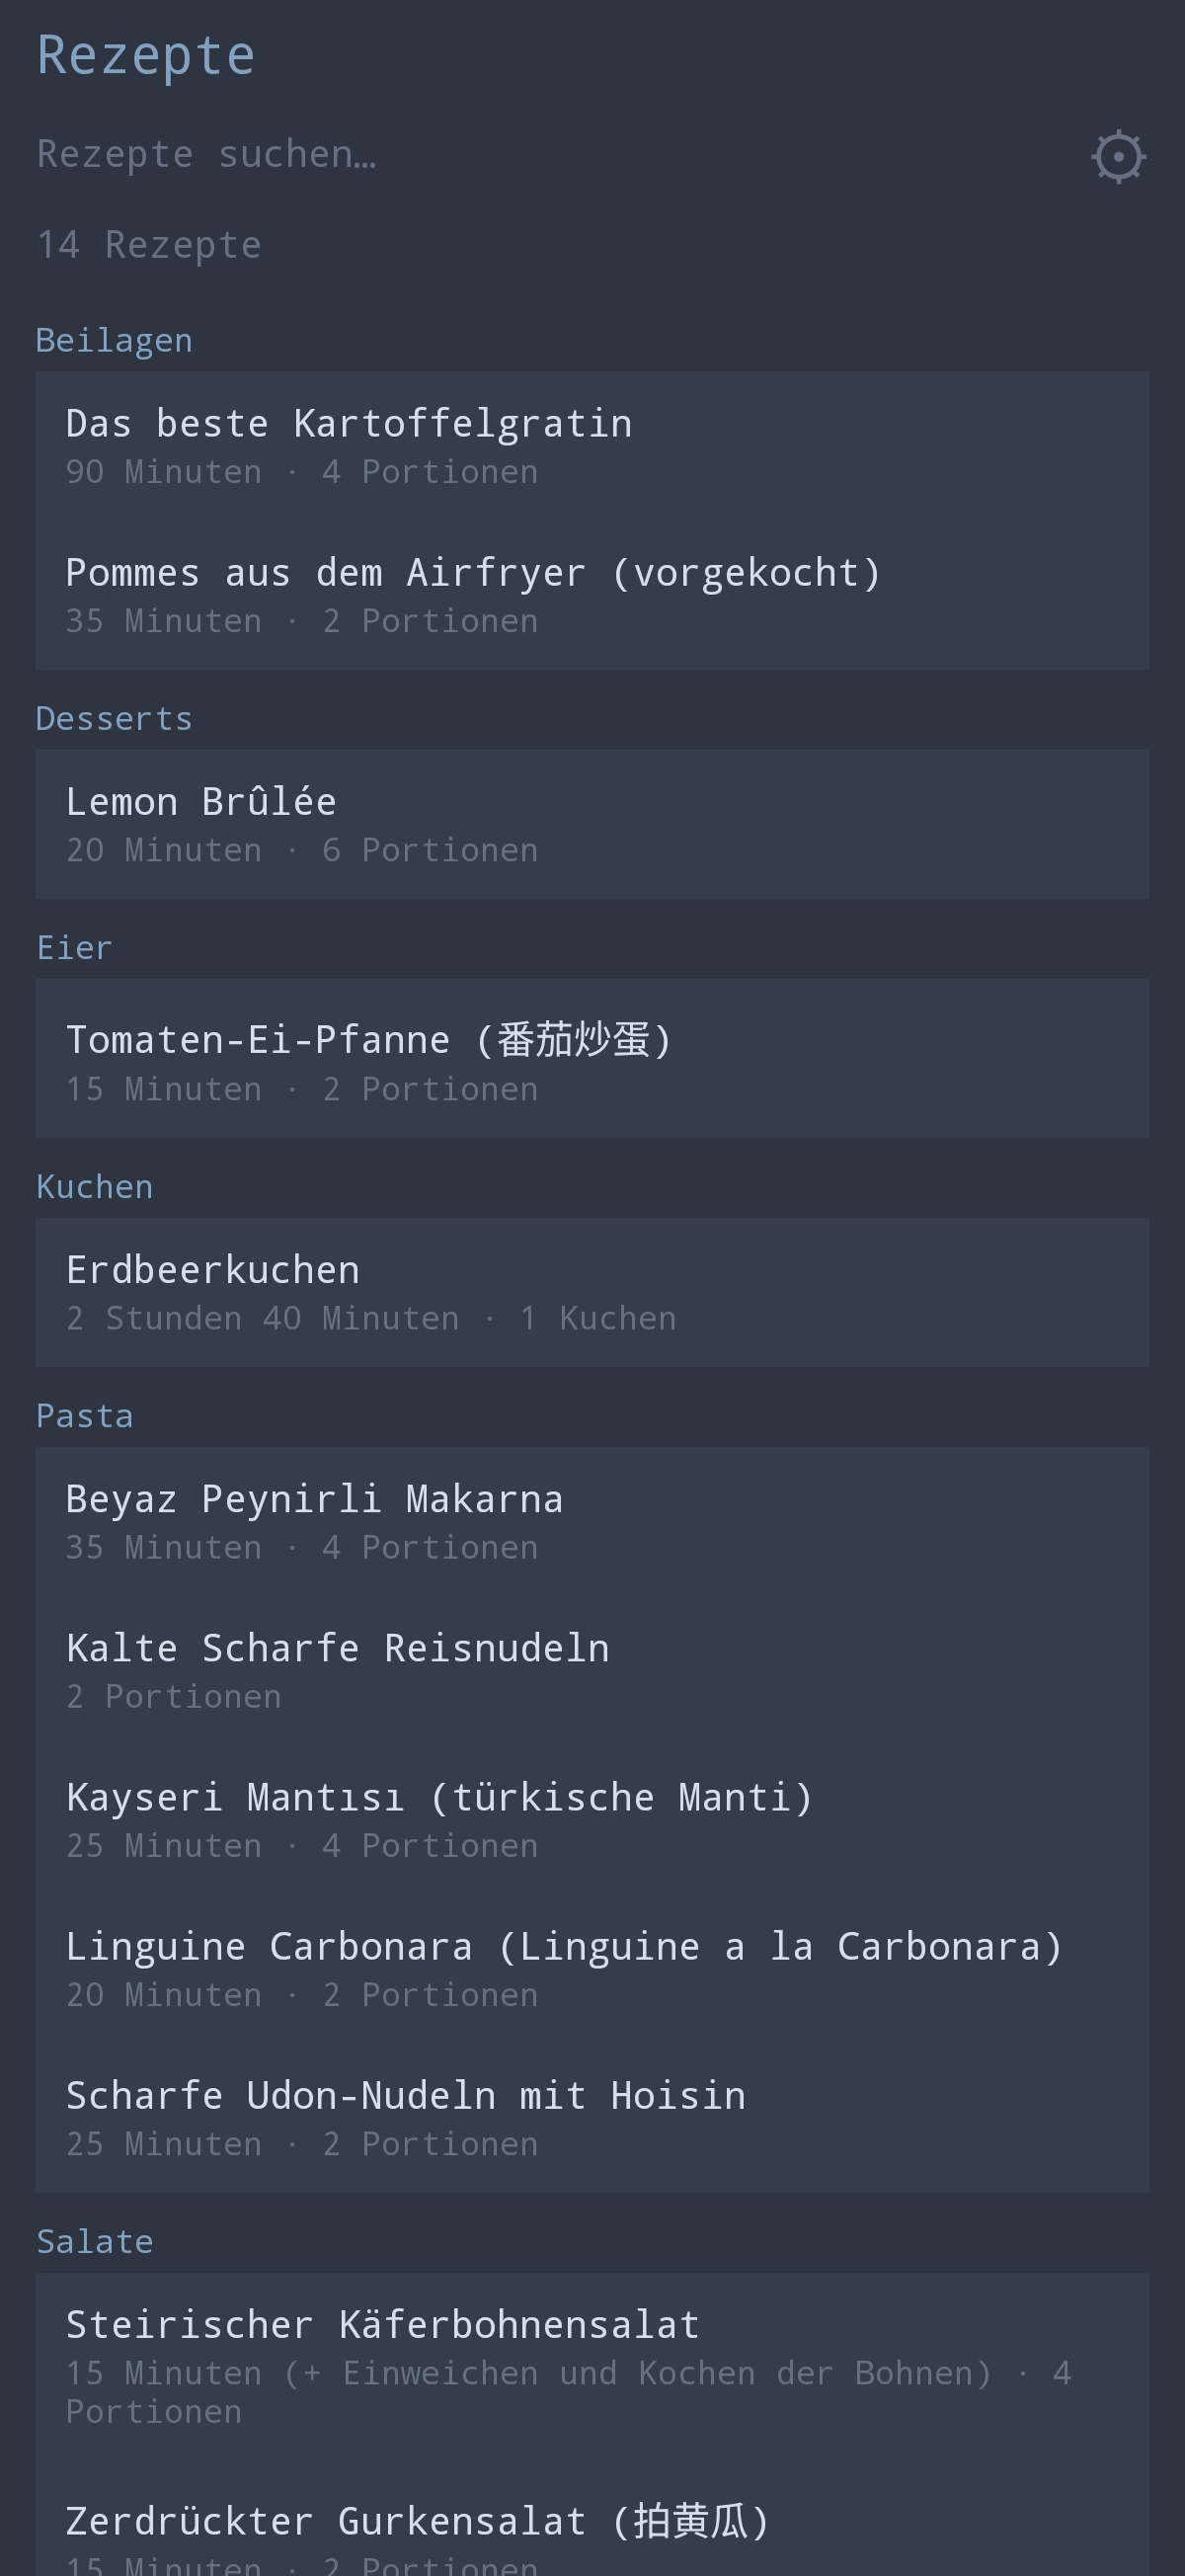 Rezepte
Rezepte suchen…
14 Rezepte
Beilagen
Das beste Kartoffelgratin
90 Minuten · 4 Portionen
Pommes aus dem Airfryer (vorgekocht)
35 Minuten · 2 Portionen
Desserts
Lemon Brûlée
20 Minuten · 6 Portionen
Eier
Tomaten-Ei-Pfanne (番茄炒蛋)
15 Minuten · 2 Portionen
Kuchen
Erdbeerkuchen
2 Stunden 40 Minuten · 1 Kuchen
Pasta
Beyaz Peynirli Makarna
35 Minuten · 4 Portionen
Kalte Scharfe Reisnudeln
2 Portionen
Kayseri Mantısı (türkische Manti)
25 Minuten · 4 Portionen
Linguine Carbonara (Linguine a la Carbonara)
20 Minuten · 2 Portionen
Scharfe Udon-Nudeln mit Hoisin
25 Minuten · 2 Portionen
Salate
Steirischer Käferbohnensalat
15 Minuten (+ Einweichen und Kochen der Bohnen) · 4
Portionen
Zerdrückter Gurkensalat (拍黄瓜)
15 Minuten · 2 Portionen